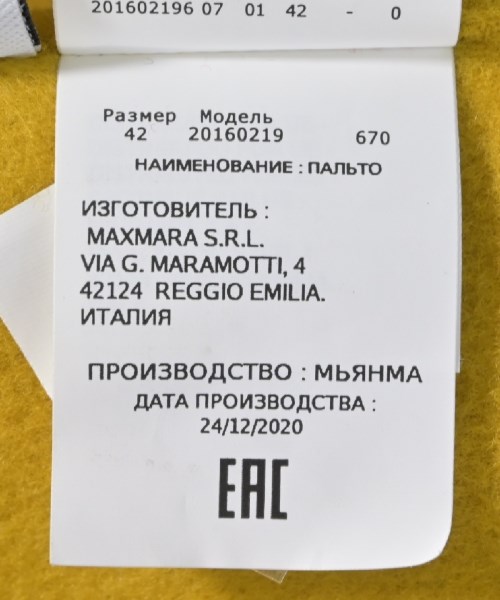 201602196 07 01 42 - 0
Размер Модель
42 20160219 670
НАИМЕНОВАНИЕ : ПАЛЬТО
ИЗГОТОВИТЕЛЬ :
MAXMARA S.R.L.
VIA G. MARAMOTTI, 4
42124 REGGIO EMILIA.
ИТАЛИЯ
ПРОИЗВОДСТВО : МЬЯНМА
ДАТА ПРОИЗВОДСТВА :
24/12/2020
EAC